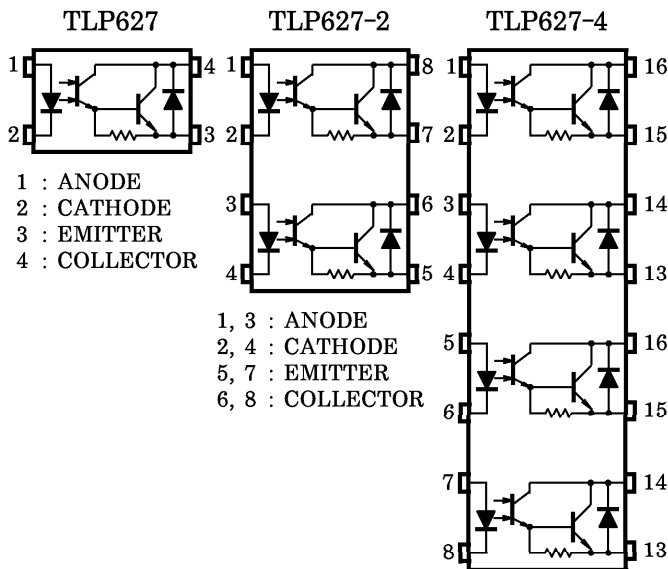 TLP627
1
4
2
3
1 : ANODE
2 : CATHODE
3 : EMITTER
4 : COLLECTOR
TLP627-2
1
8
2
7
3
6
4
5
1, 3 : ANODE
2, 4 : CATHODE
5, 7 : EMITTER
6, 8 : COLLECTOR
TLP627-4
1
16
2
15
3
14
4
13
5
16
6
15
7
14
8
13